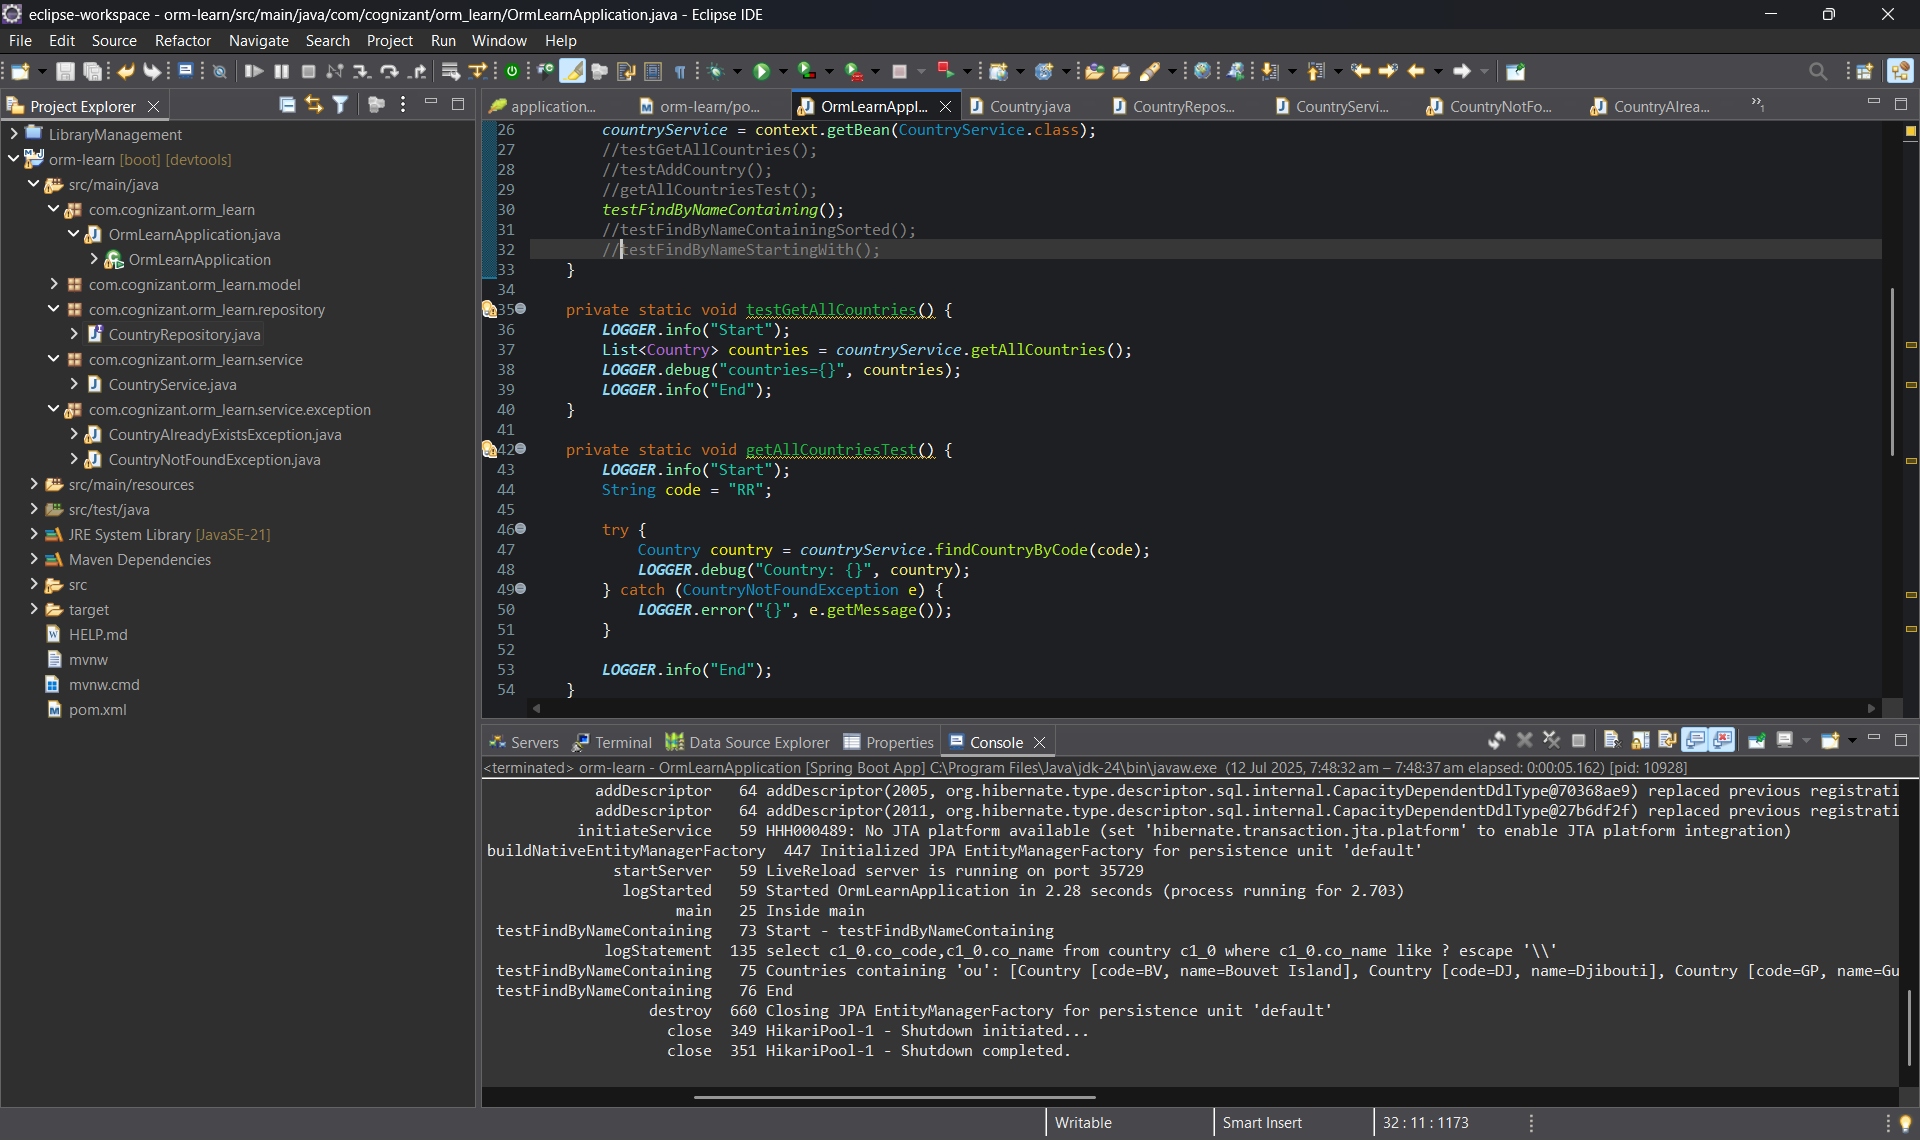 eclipse-workspace - orm-learn/src/main/java/com/cognizant/orm_learn/OrmLearnApplication.java - Eclipse IDE
File Edit Source Refactor Navigate Search Project Run Window Help
Project Explorer
LibraryManagement
orm-learn [boot] [devtools]
src/main/java
com.cognizant.orm_learn
OrmLearnApplication.java
OrmLearnApplication
com.cognizant.orm_learn.model
com.cognizant.orm_learn.repository
CountryRepository.java
com.cognizant.orm_learn.service
CountryService.java
com.cognizant.orm_learn.service.exception
CountryAlreadyExistsException.java
CountryNotFoundException.java
src/main/resources
src/test/java
JRE System Library [JavaSE-21]
Maven Dependencies
src
target
HELP.md
mvnw
mvnw.cmd
pom.xml
application... orm-learn/po... OrmLearnAppl... Country.java CountryRepos... CountryServi... CountryNotFo... CountryAlrea... »1
26 countryService = context.getBean(CountryService.class);
27 //testGetAllCountries();
28 //testAddCountry();
29 //getAllCountriesTest();
30 testFindByNameContaining();
31 //testFindByNameContainingSorted();
32 //testFindByNameStartingWith();
33 }
34
35 private static void testGetAllCountries() {
36 LOGGER.info("Start");
37 List<Country> countries = countryService.getAllCountries();
38 LOGGER.debug("countries={}", countries);
39 LOGGER.info("End");
40 }
41
42 private static void getAllCountriesTest() {
43 LOGGER.info("Start");
44 String code = "RR";
45
46 try {
47 Country country = countryService.findCountryByCode(code);
48 LOGGER.debug("Country: {}", country);
49 } catch (CountryNotFoundException e) {
50 LOGGER.error("{}", e.getMessage());
51 }
52
53 LOGGER.info("End");
54 }
Servers Terminal Data Source Explorer Properties Console
<terminated> orm-learn - OrmLearnApplication [Spring Boot App] C:\Program Files\Java\jdk-24\bin\javaw.exe (12 Jul 2025, 7:48:32 am – 7:48:37 am elapsed: 0:00:05.162) [pid: 10928]
addDescriptor 64 addDescriptor(2005, org.hibernate.type.descriptor.sql.internal.CapacityDependentDdlType@70368ae9) replaced previous registrati
addDescriptor 64 addDescriptor(2011, org.hibernate.type.descriptor.sql.internal.CapacityDependentDdlType@27b6df2f) replaced previous registrati
initiateService 59 HHH000489: No JTA platform available (set 'hibernate.transaction.jta.platform' to enable JTA platform integration)
buildNativeEntityManagerFactory 447 Initialized JPA EntityManagerFactory for persistence unit 'default'
startServer 59 LiveReload server is running on port 35729
logStarted 59 Started OrmLearnApplication in 2.28 seconds (process running for 2.703)
main 25 Inside main
testFindByNameContaining 73 Start - testFindByNameContaining
logStatement 135 select c1_0.co_code,c1_0.co_name from country c1_0 where c1_0.co_name like ? escape '\\'
testFindByNameContaining 75 Countries containing 'ou': [Country [code=BV, name=Bouvet Island], Country [code=DJ, name=Djibouti], Country [code=GP, name=Gu
testFindByNameContaining 76 End
destroy 660 Closing JPA EntityManagerFactory for persistence unit 'default'
close 349 HikariPool-1 - Shutdown initiated...
close 351 HikariPool-1 - Shutdown completed.
Writable Smart Insert 32 : 11 : 1173